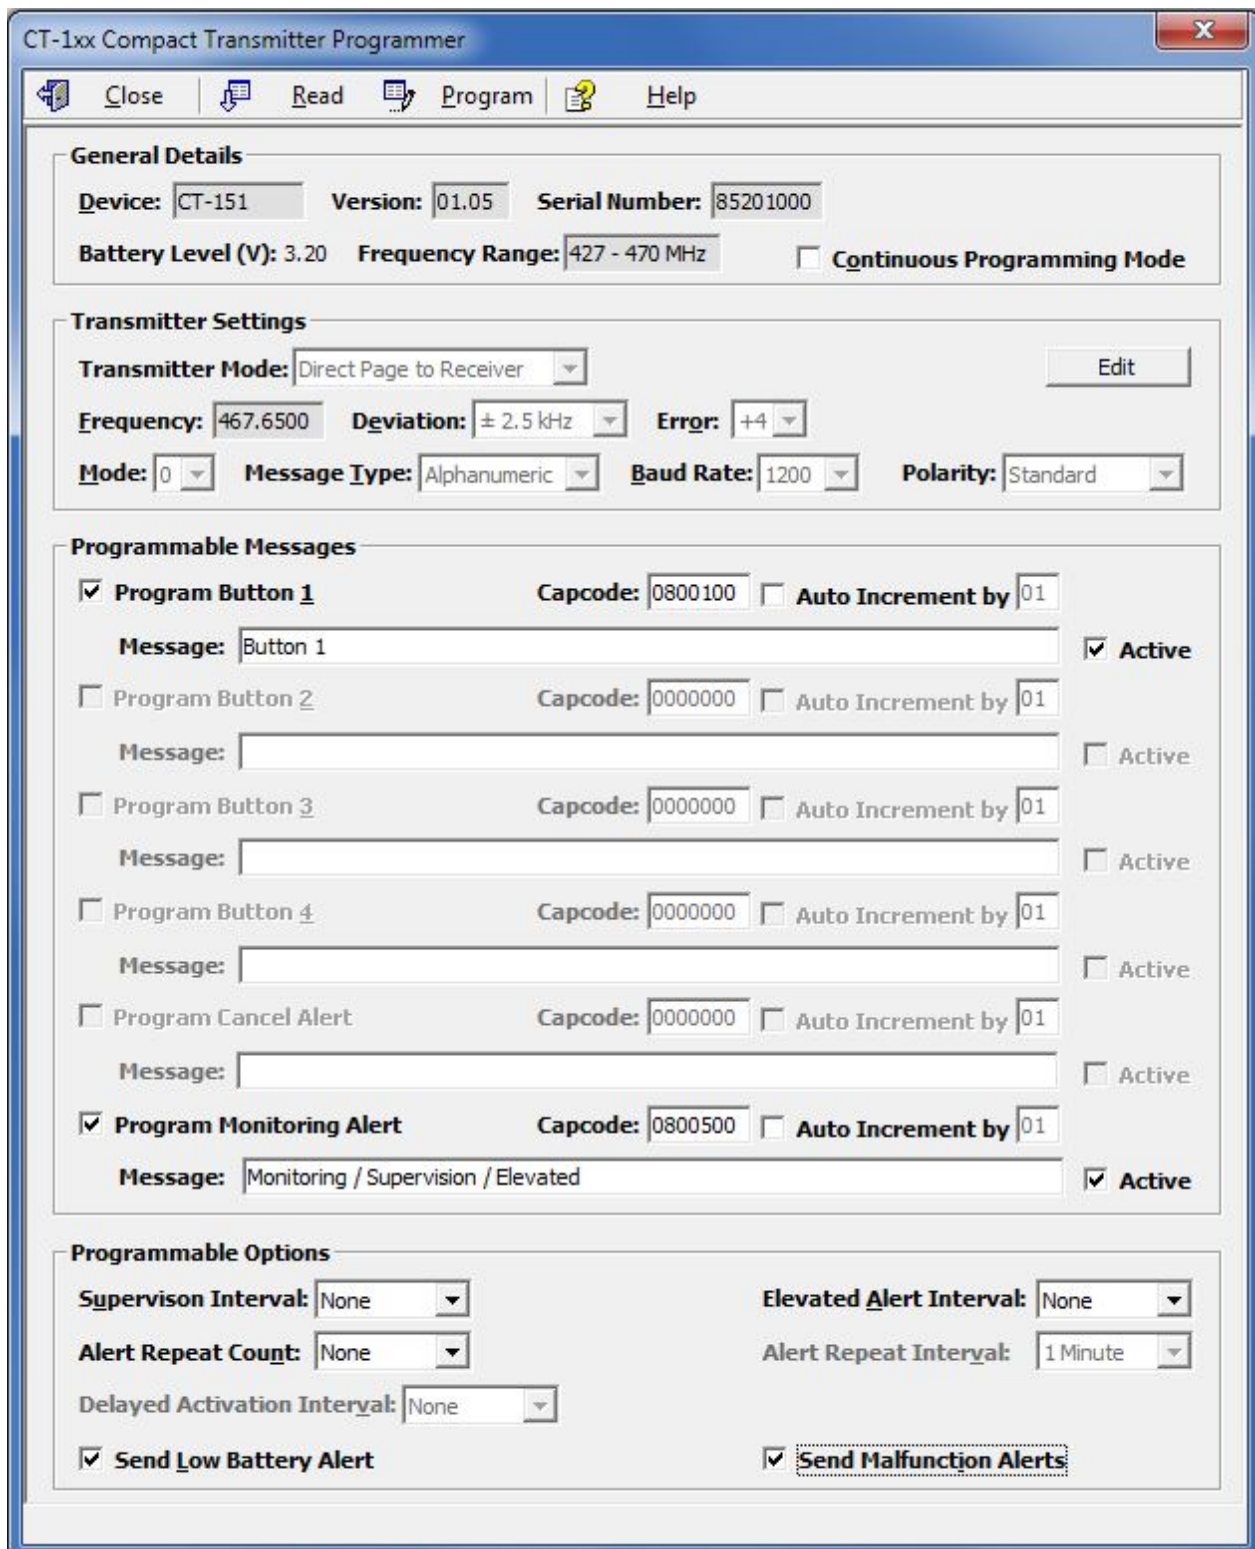 CT-1xx Compact Transmitter Programmer
x
Close Read Program Help
General Details
Device: CT-151 Version: 01.05 Serial Number: 85201000
Battery Level (V): 3.20 Frequency Range: 427 - 470 MHz Continuous Programming Mode
Transmitter Settings
Transmitter Mode: Direct Page to Receiver Edit
Frequency: 467.6500 Deviation: ± 2.5 kHz Error: +4
Mode: 0 Message Type: Alphanumeric Baud Rate: 1200 Polarity: Standard
Programmable Messages
Program Button 1 Capcode: 0800100 Auto Increment by 01
Message: Button 1 Active
Program Button 2 Capcode: 0000000 Auto Increment by 01
Message: Active
Program Button 3 Capcode: 0000000 Auto Increment by 01
Message: Active
Program Button 4 Capcode: 0000000 Auto Increment by 01
Message: Active
Program Cancel Alert Capcode: 0000000 Auto Increment by 01
Message: Active
Program Monitoring Alert Capcode: 0800500 Auto Increment by 01
Message: Monitoring / Supervision / Elevated Active
Programmable Options
Supervison Interval: None Elevated Alert Interval: None
Alert Repeat Count: None Alert Repeat Interval: 1 Minute
Delayed Activation Interval: None
Send Low Battery Alert Send Malfunction Alerts